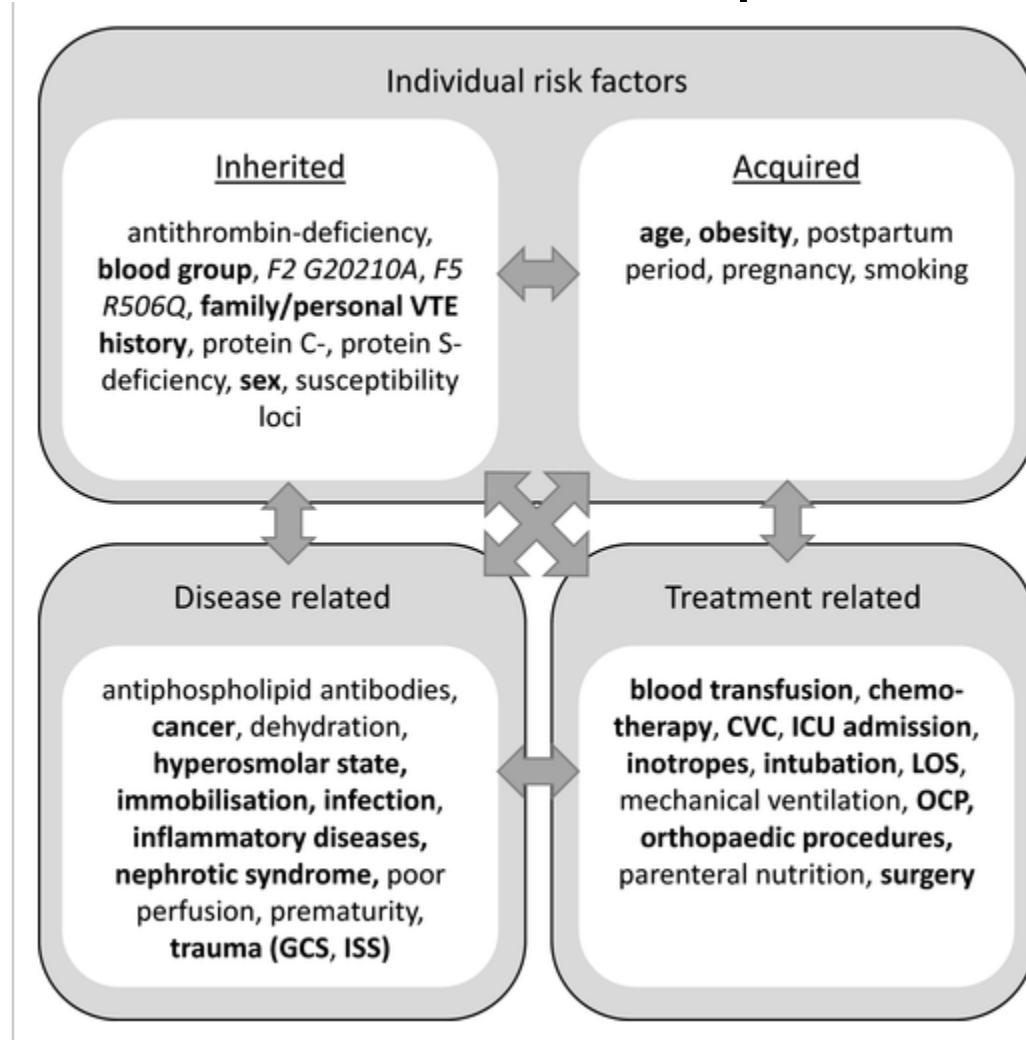 Individual risk factors
Inherited
antithrombin-deficiency,
blood group, F2 G20210A, F5
R506Q, family/personal VTE
history, protein C-, protein S-
deficiency, sex, susceptibility
loci
Acquired
age, obesity, postpartum
period, pregnancy, smoking
Disease related
antiphospholipid antibodies,
cancer, dehydration,
hyperosmolar state,
immobilisation, infection,
inflammatory diseases,
nephrotic syndrome, poor
perfusion, prematurity,
trauma (GCS, ISS)
Treatment related
blood transfusion, chemo-
therapy, CVC, ICU admission,
inotropes, intubation, LOS,
mechanical ventilation, OCP,
orthopaedic procedures,
parenteral nutrition, surgery